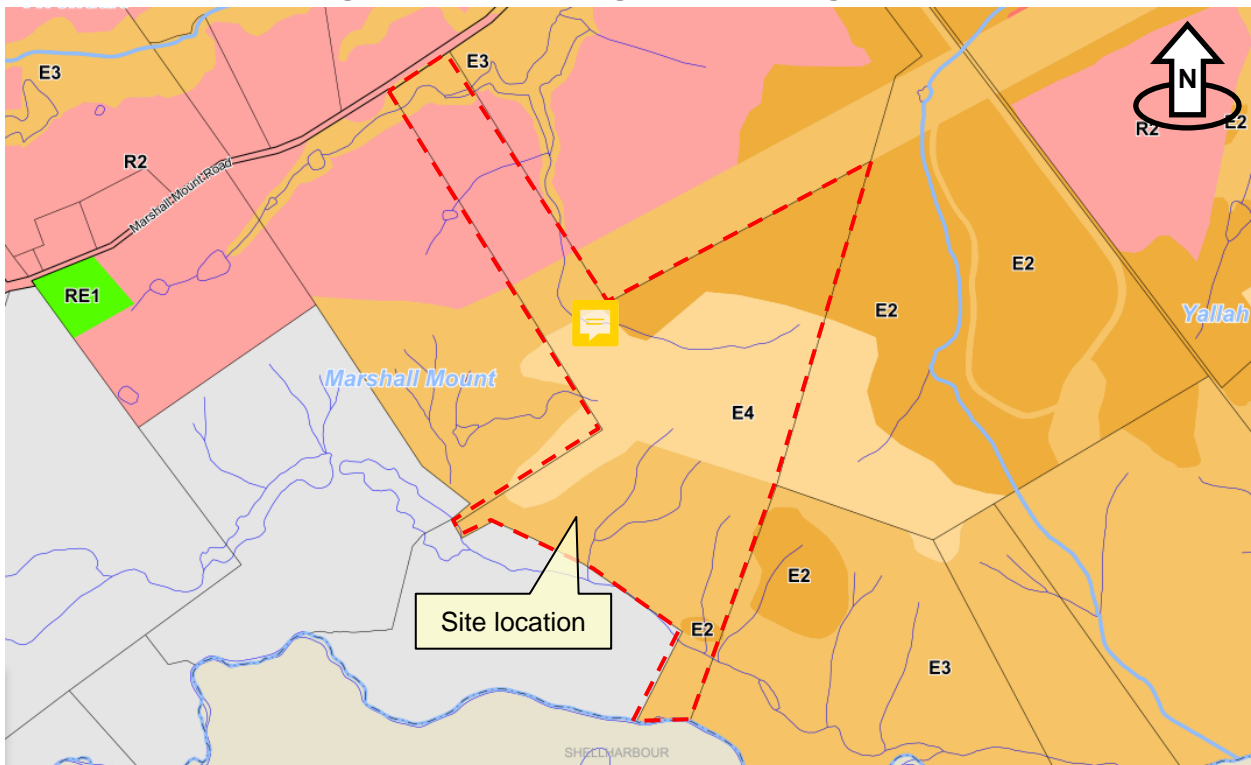 E3
E3
N
R2
E2
R2
Marshall Mount Road
E2
RE1
E2
Yallah
Marshall Mount
E4
E2
Site location
E2
E3
SHELLHARBOUR